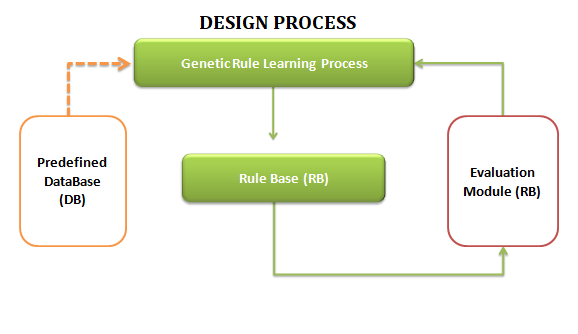 DESIGN PROCESS
Genetic Rule Learning Process
Predefined
DataBase
(DB)
Rule Base (RB)
Evaluation
Module (RB)